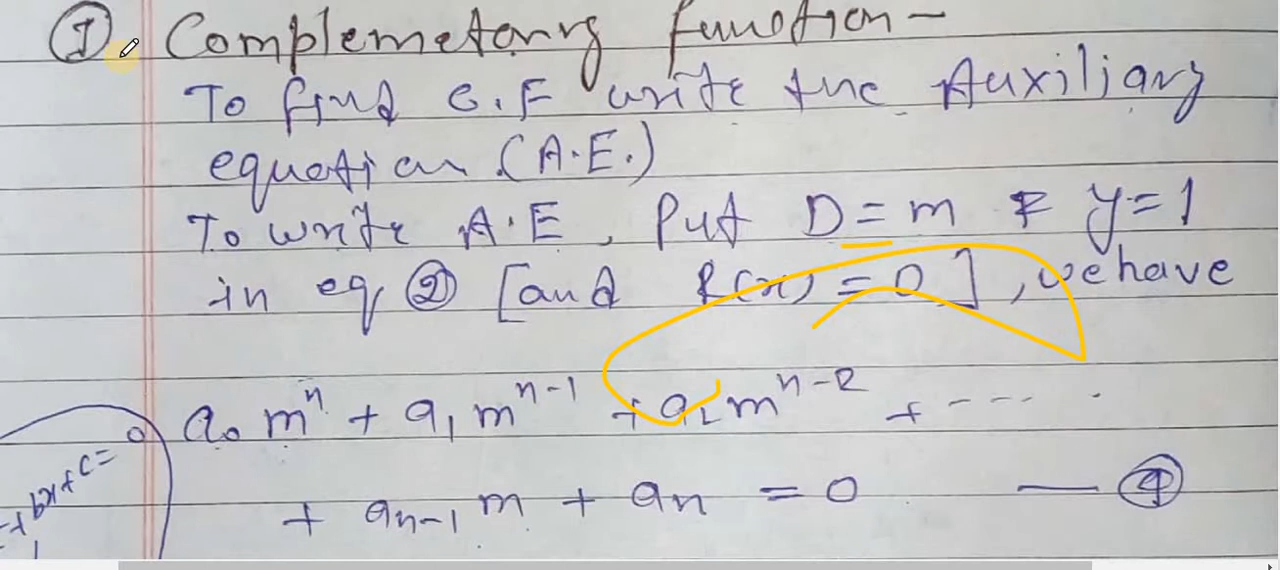 ① Complemetary function -
To find C.F write the Auxiliary
equation (A.E.)
To write A.E, Put D = m & y = 1
in eq ② [and R(x) = 0], we have
a₀ mⁿ + a₁ mⁿ⁻¹ + a₂ mⁿ⁻² + ----
+ aₙ₋₁ m + aₙ = 0 — ④